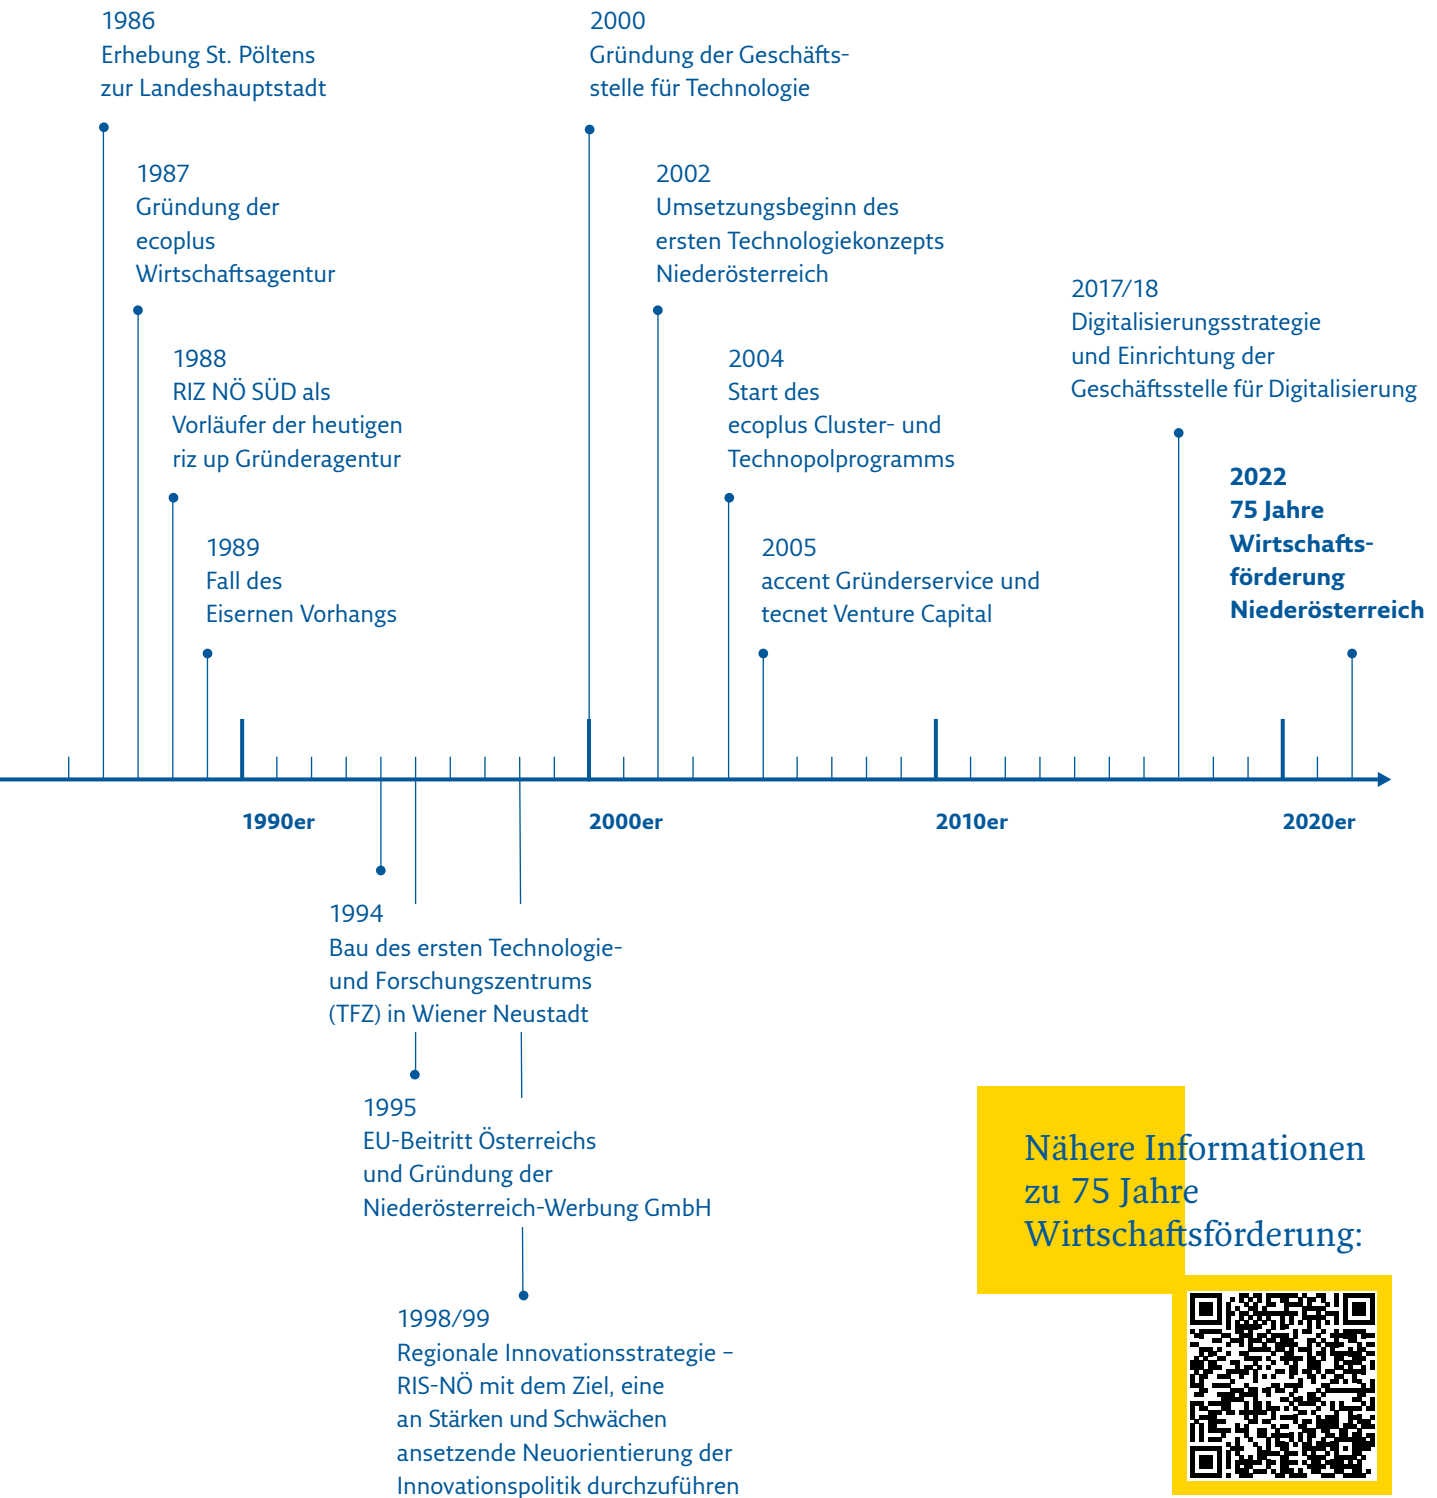 1986
Erhebung St. Pöltens
zur Landeshauptstadt
1987
Gründung der
ecoplus
Wirtschaftsagentur
1988
RIZ NÖ SÜD als
Vorläufer der heutigen
riz up Gründeragentur
1989
Fall des
Eisernen Vorhangs
2000
Gründung der Geschäfts-
stelle für Technologie
2002
Umsetzungsbeginn des
ersten Technologiekonzepts
Niederösterreich
2004
Start des
ecoplus Cluster- und
Technopolprogramms
2005
accent Gründerservice und
tecnet Venture Capital
2017/18
Digitalisierungsstrategie
und Einrichtung der
Geschäftsstelle für Digitalisierung
2022
75 Jahre
Wirtschafts-
förderung
Niederösterreich
1990er
2000er
2010er
2020er
1994
Bau des ersten Technologie-
und Forschungszentrums
(TFZ) in Wiener Neustadt
1995
EU-Beitritt Österreichs
und Gründung der
Niederösterreich-Werbung GmbH
1998/99
Regionale Innovationsstrategie –
RIS-NÖ mit dem Ziel, eine
an Stärken und Schwächen
ansetzende Neuorientierung der
Innovationspolitik durchzuführen
Nähere Informationen
zu 75 Jahre
Wirtschaftsförderung: